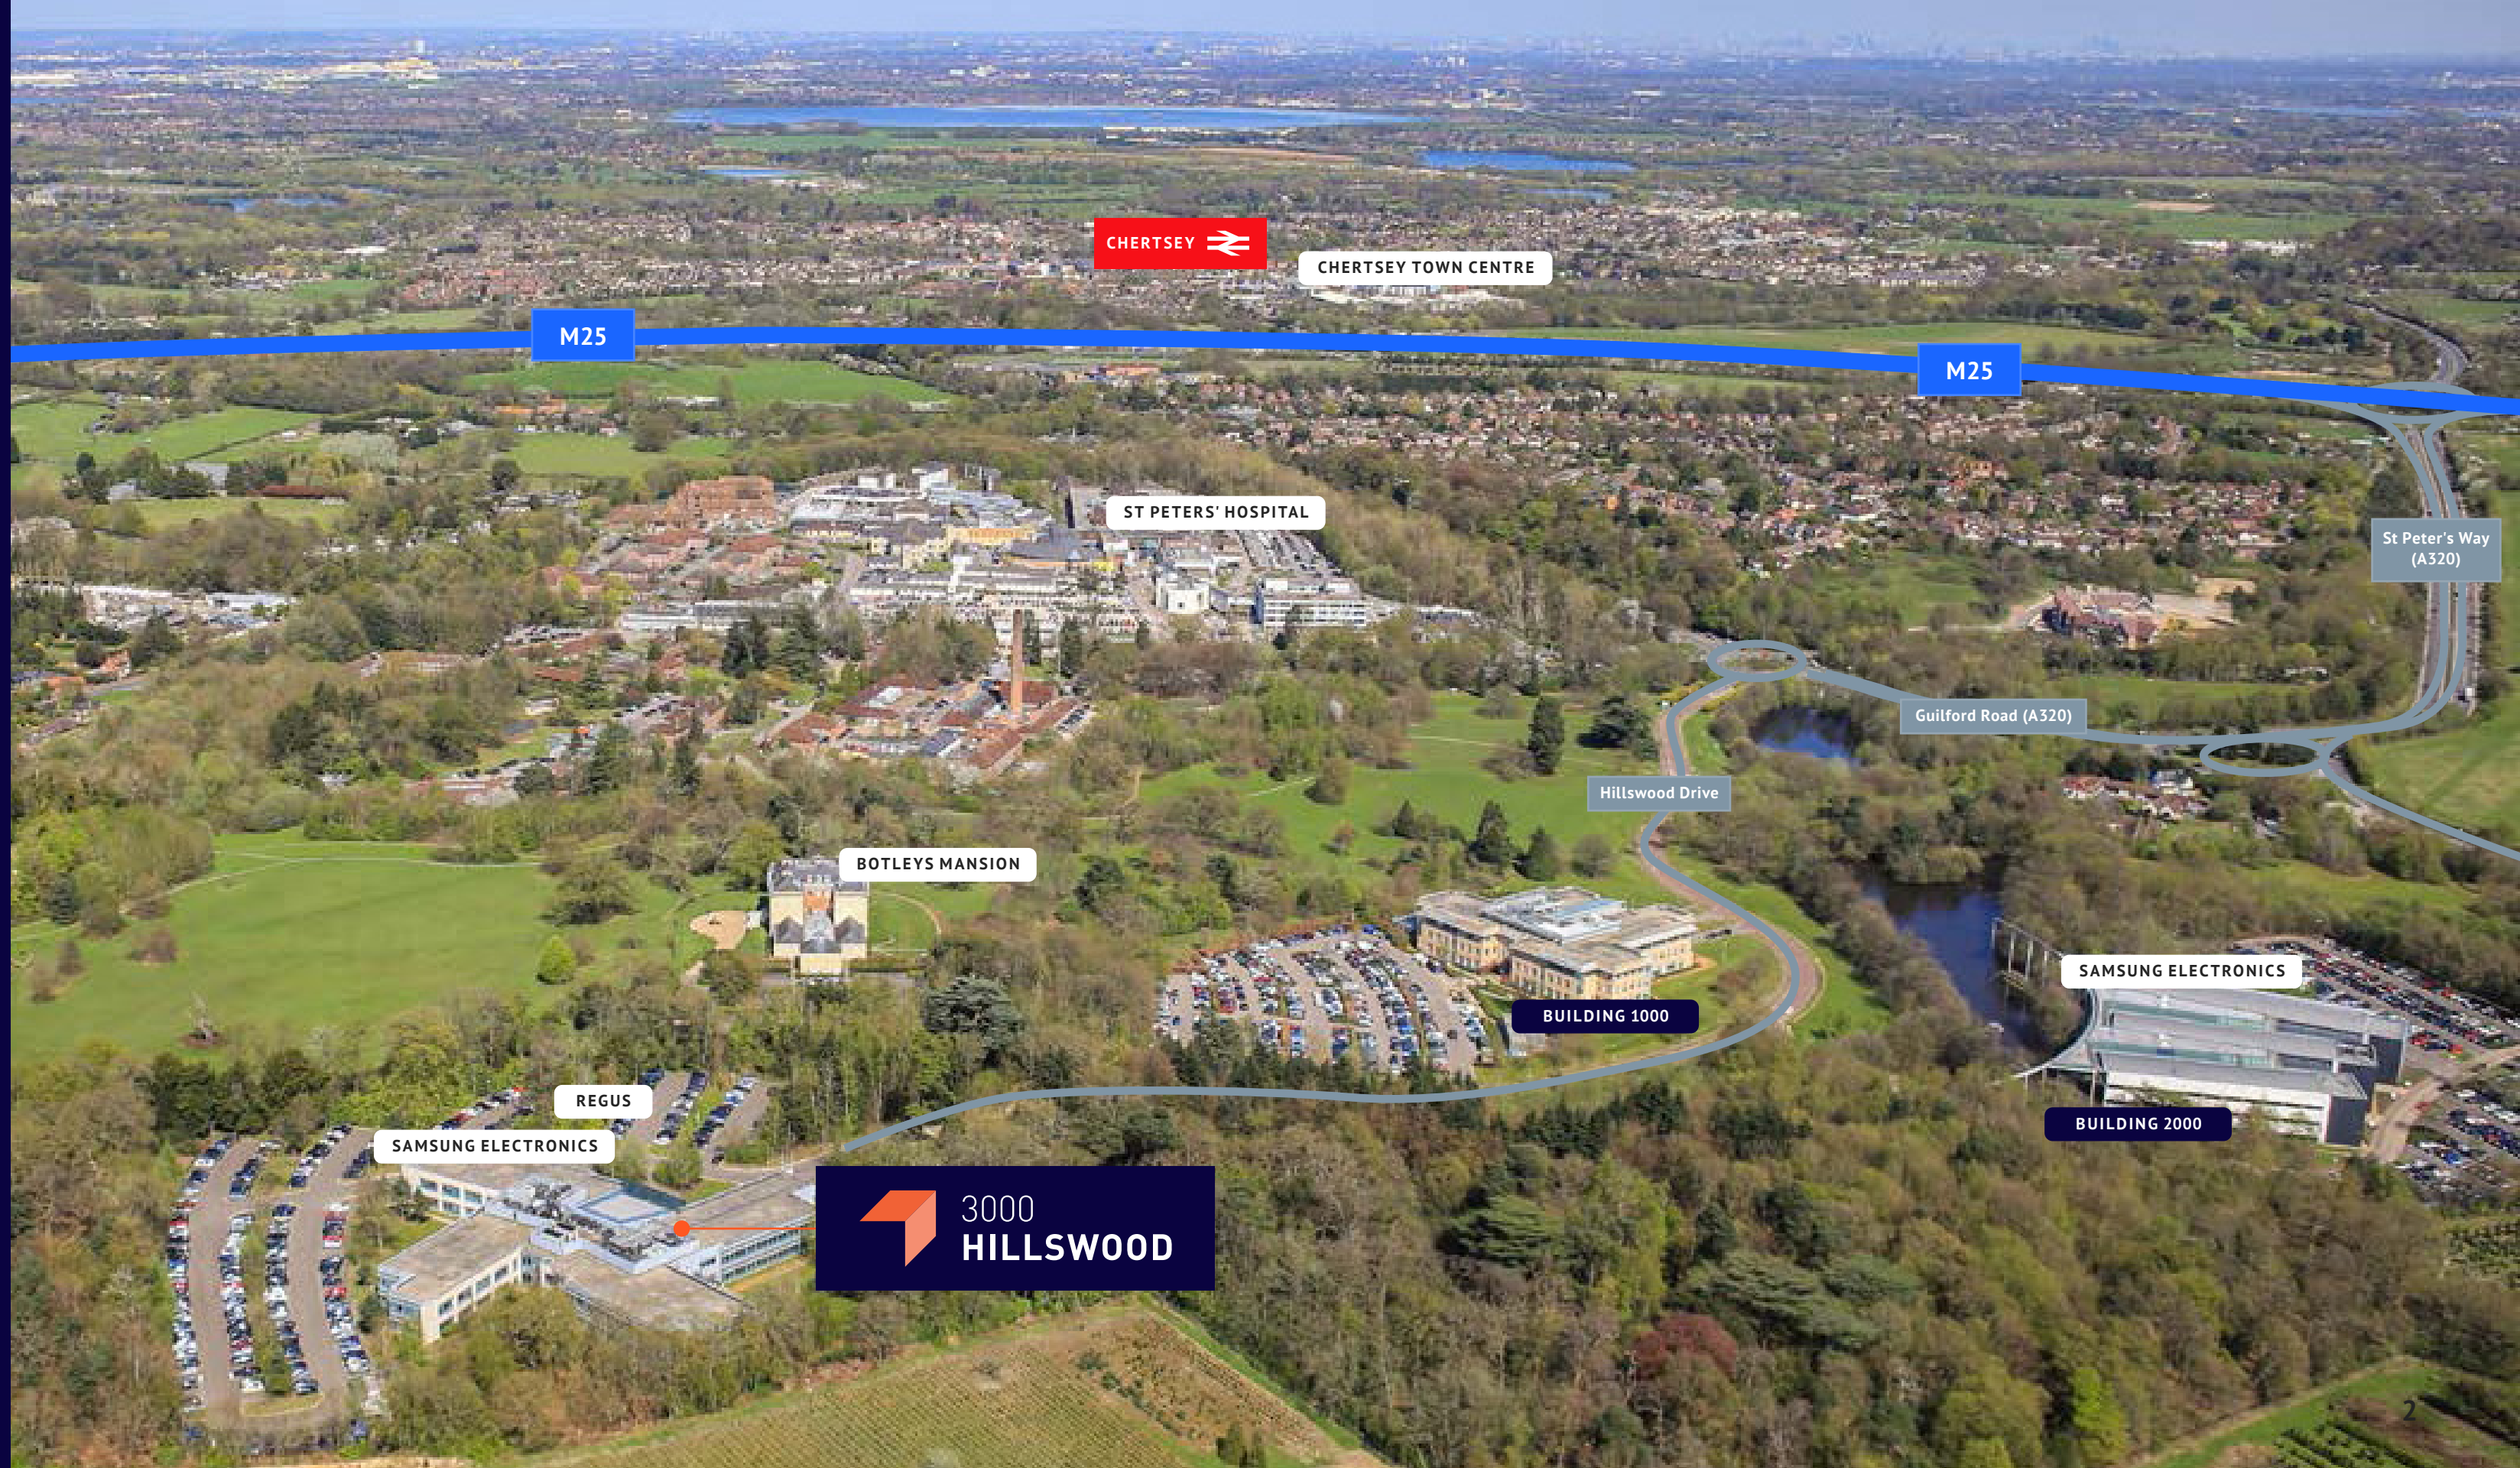 CHERTSEY
CHERTSEY TOWN CENTRE
M25
M25
ST PETERS' HOSPITAL
St Peter's Way
(A320)
Guilford Road (A320)
Hillswood Drive
BOTLEYS MANSION
SAMSUNG ELECTRONICS
BUILDING 1000
REGUS
BUILDING 2000
SAMSUNG ELECTRONICS
3000
HILLSWOOD
2